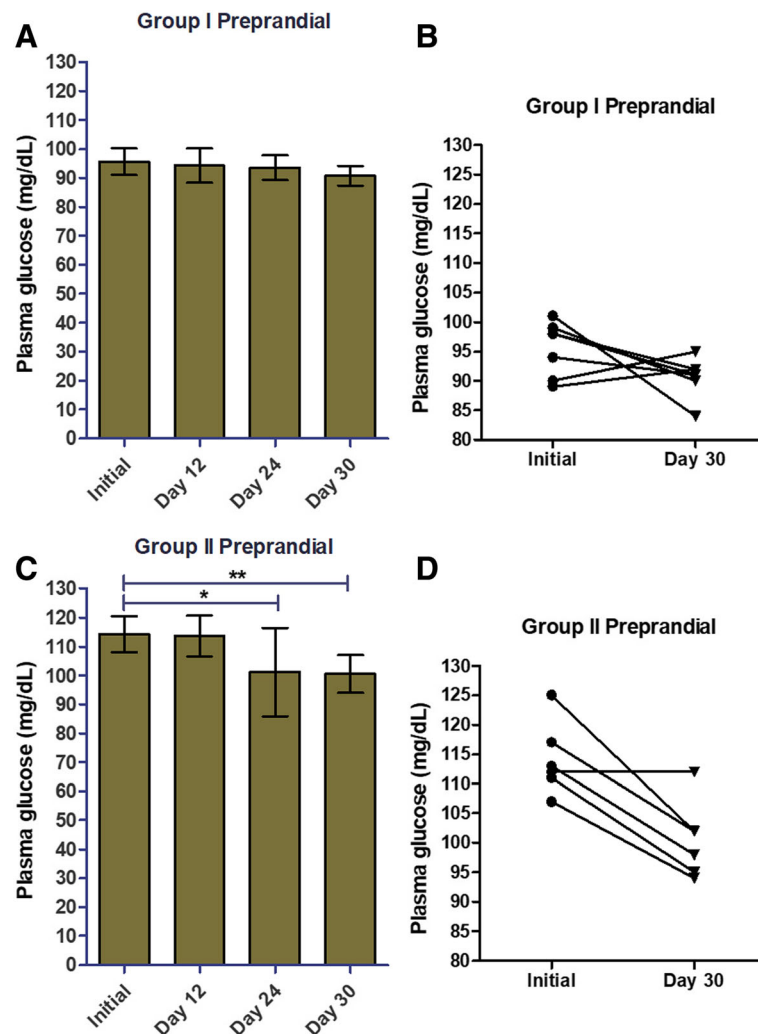 A
Group I Preprandial
Plasma glucose (mg/dL)
130
120
110
100
90
80
70
60
50
40
30
20
10
0
Initial
Day 12
Day 24
Day 30
B
Group I Preprandial
Plasma glucose (mg/dL)
130
125
120
115
110
105
100
95
90
85
80
Initial
Day 30
C
Group II Preprandial
Plasma glucose (mg/dL)
130
120
110
100
90
80
70
60
50
40
30
20
10
0
**
*
Initial
Day 12
Day 24
Day 30
D
Group II Preprandial
Plasma glucose (mg/dL)
130
125
120
115
110
105
100
95
90
85
80
Initial
Day 30